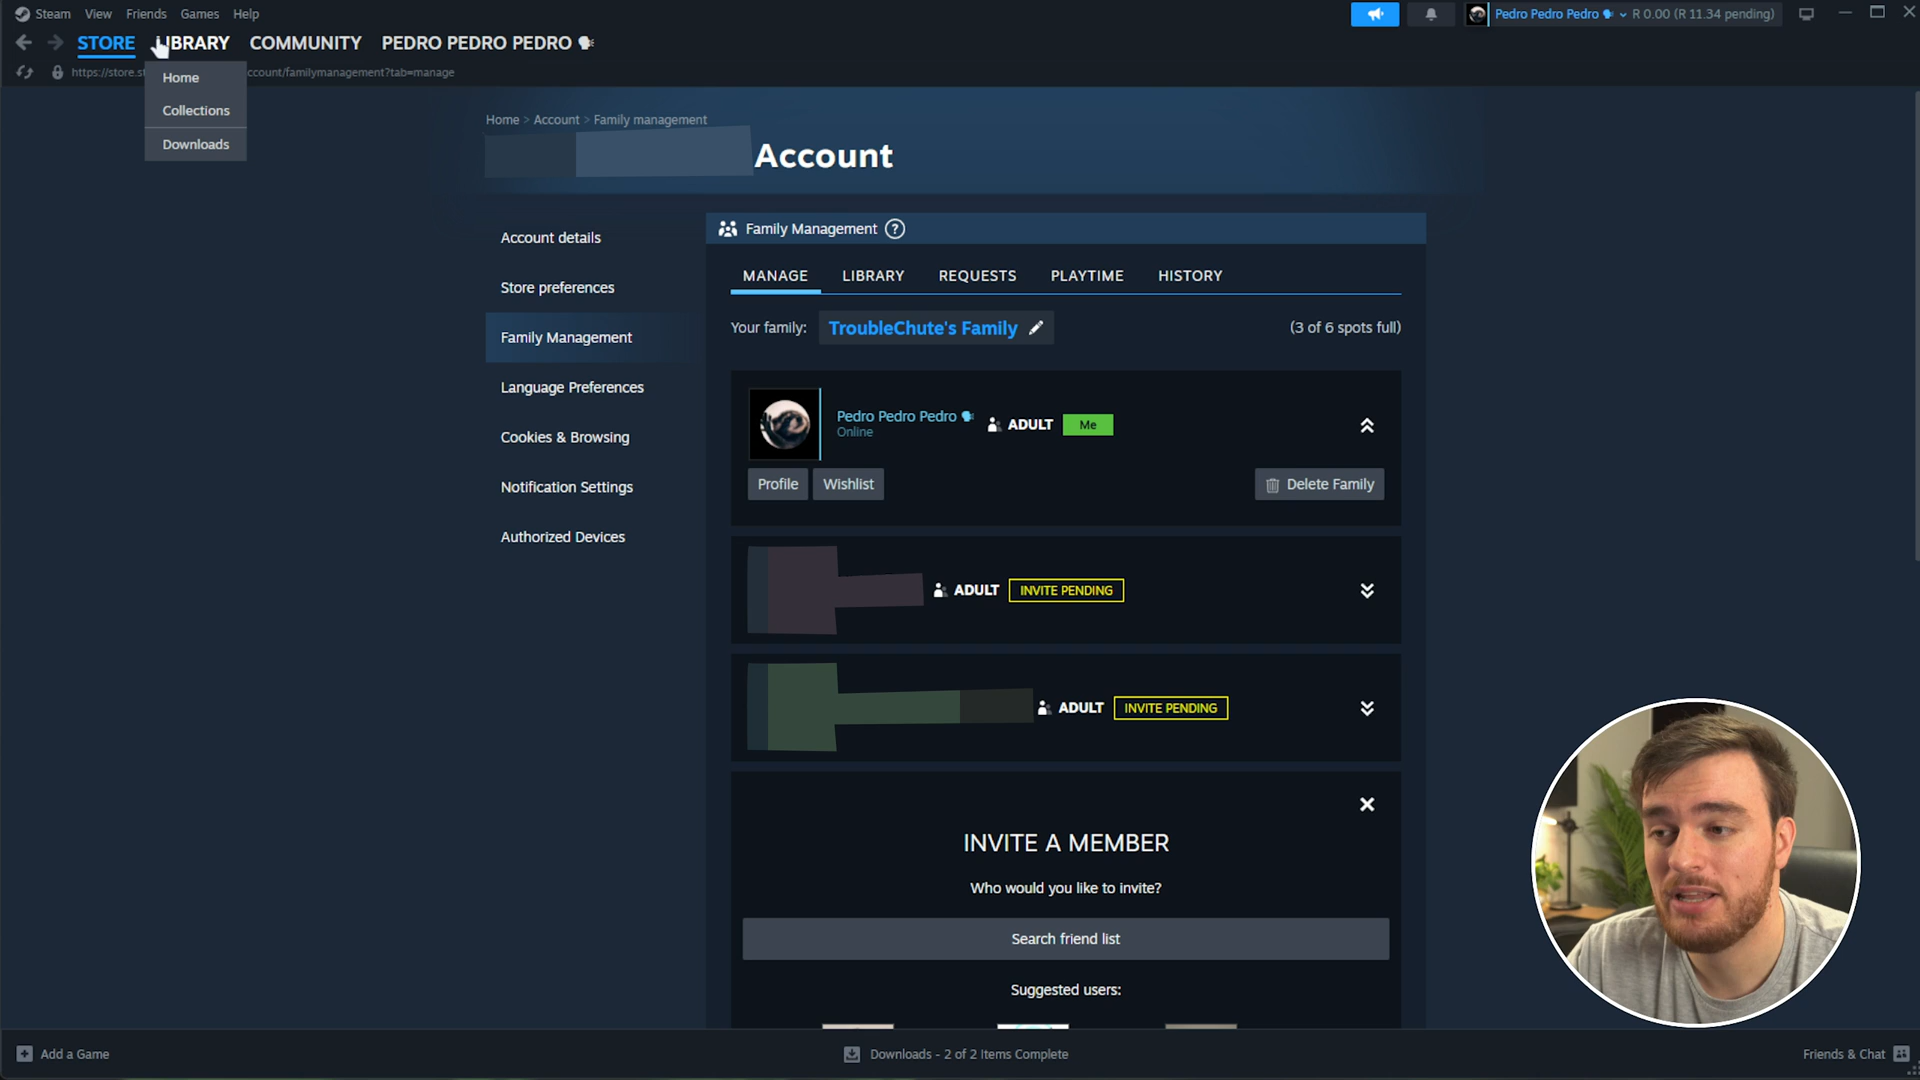 Steam View Friends Games Help
Pedro Pedro Pedro R 0.00 (R 11.34 pending)
STORE LIBRARY COMMUNITY PEDRO PEDRO PEDRO
https://store.st ccount/familymanagement?tab=manage
Home
Collections
Downloads
Home > Account > Family management
Account
Account details
Store preferences
Family Management
Language Preferences
Cookies & Browsing
Notification Settings
Authorized Devices
Family Management ?
MANAGE LIBRARY REQUESTS PLAYTIME HISTORY
Your family: TroubleChute's Family (3 of 6 spots full)
Pedro Pedro Pedro ADULT Me
Online
Profile Wishlist Delete Family
ADULT INVITE PENDING
ADULT INVITE PENDING
INVITE A MEMBER
Who would you like to invite?
Search friend list
Suggested users:
Add a Game Downloads - 2 of 2 Items Complete Friends & Chat